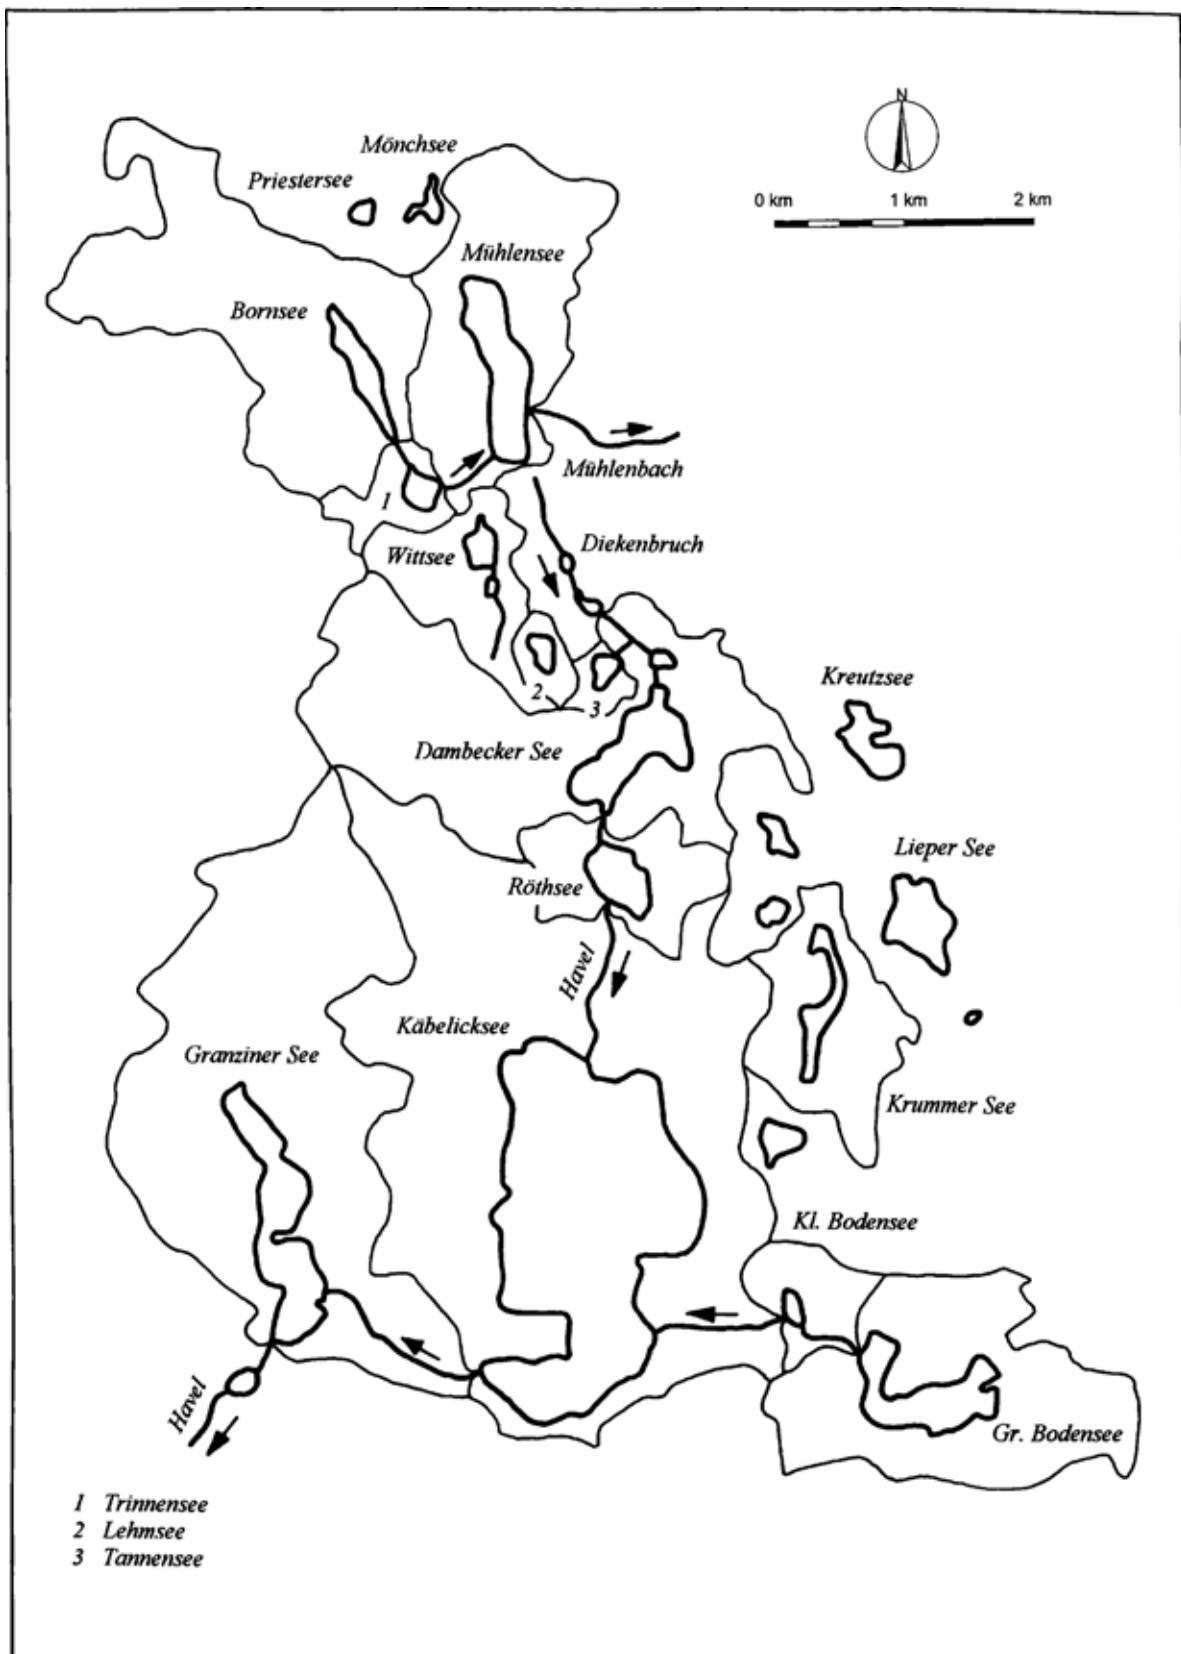 N
0 km 1 km 2 km
Mönchsee
Priestersee
Mühlensee
Bornsee
Mühlenbach
1
Diekenbruch
Wittsee
2
3
Kreutzsee
Dambecker See
Lieper See
Röthsee
Havel
Käbelicksee
Granziner See
Krummer See
Kl. Bodensee
Havel
Gr. Bodensee
1 Trinnensee
2 Lehmsee
3 Tannensee